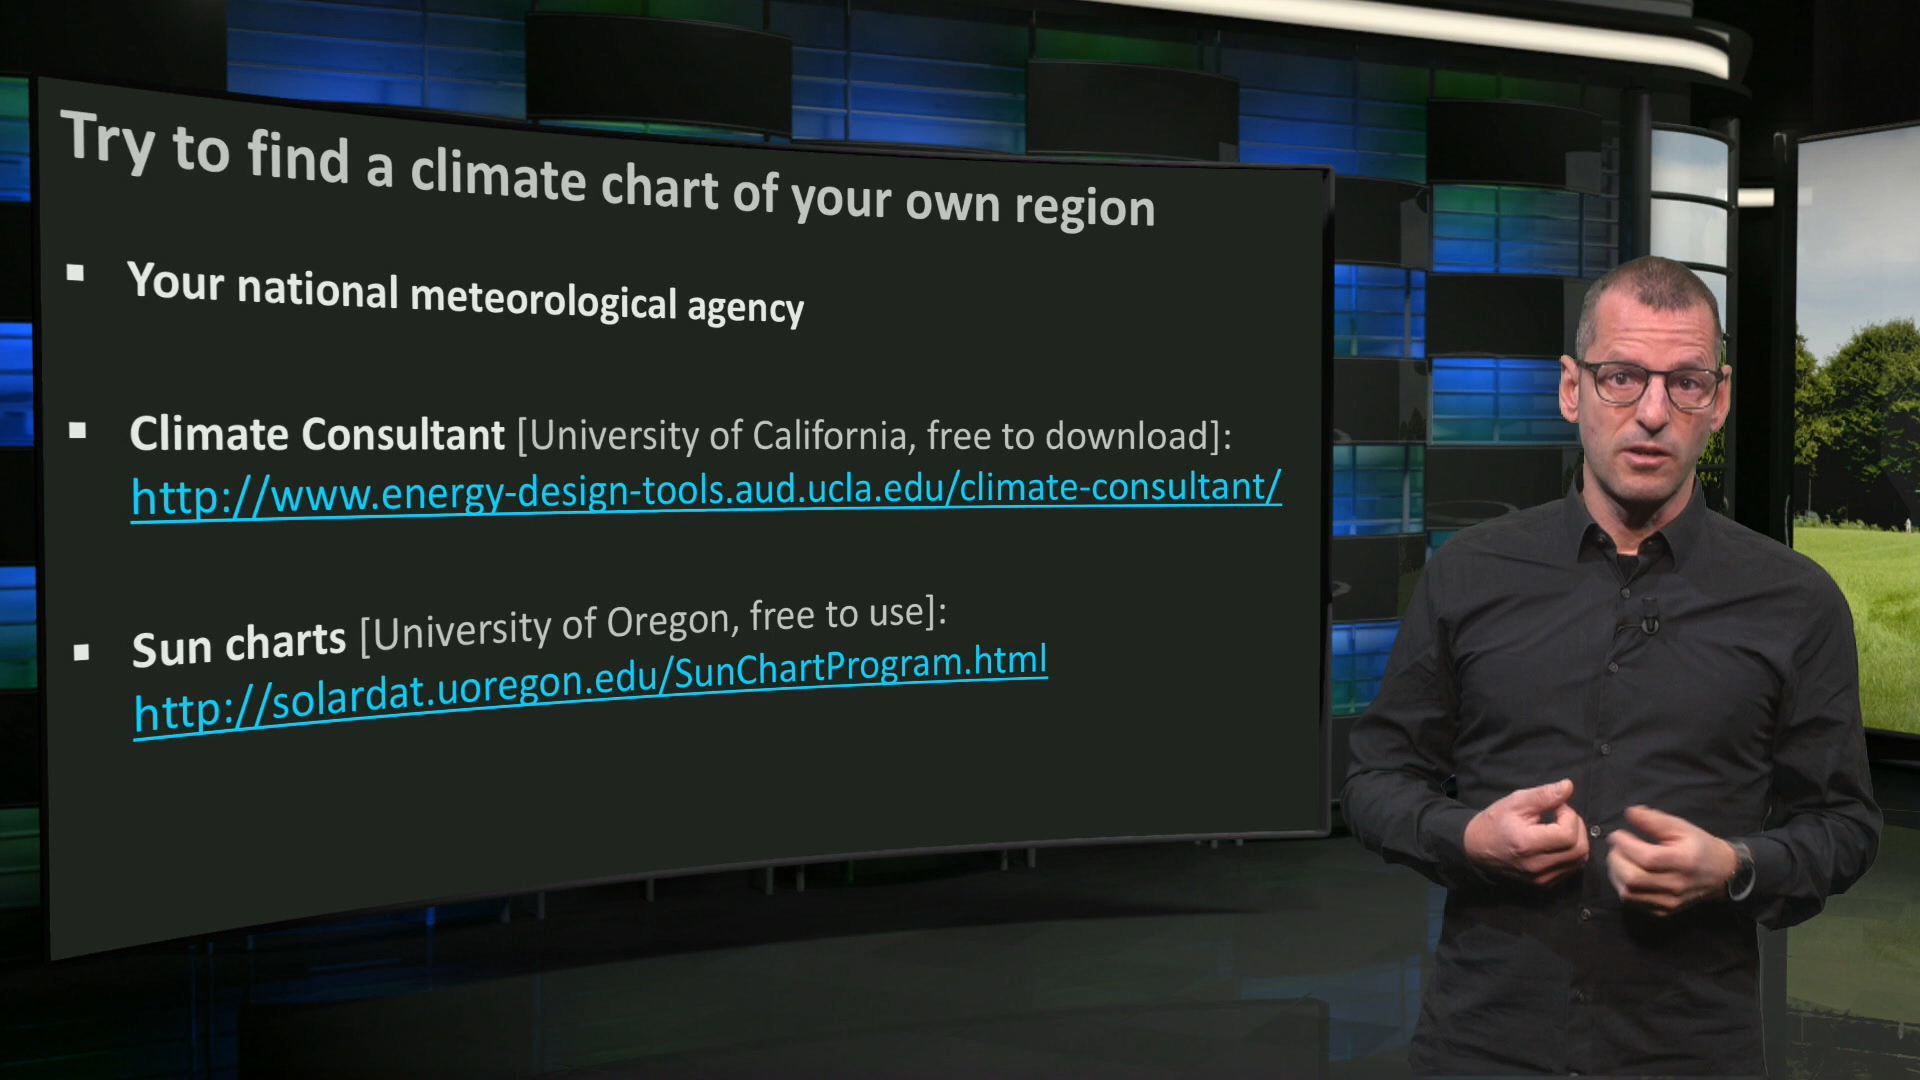 Try to find a climate chart of your own region
▪ Your national meteorological agency
▪ Climate Consultant [University of California, free to download]:
http://www.energy-design-tools.aud.ucla.edu/climate-consultant/
▪ Sun charts [University of Oregon, free to use]:
http://solardat.uoregon.edu/SunChartProgram.html